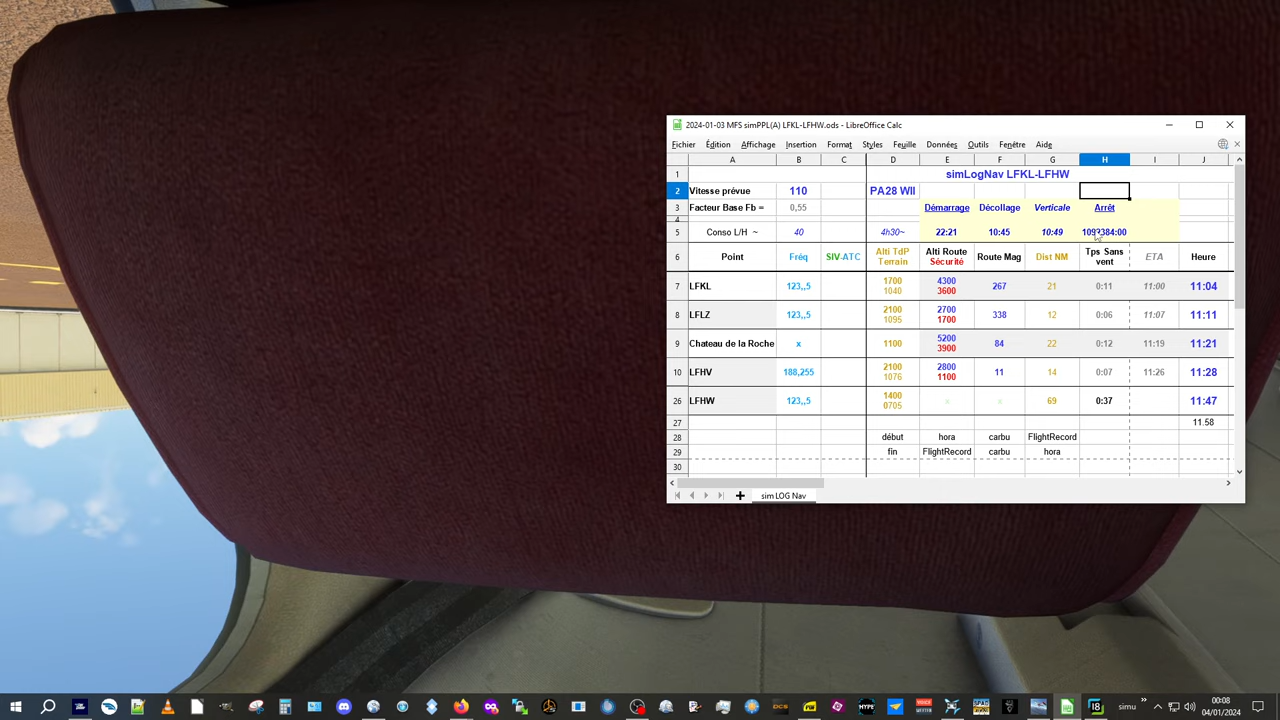 2024-01-03 MFS simPPL(A) LFKL-LFHW.ods - LibreOffice Calc
Fichier Édition Affichage Insertion Format Styles Feuille Données Outils Fenêtre Aide
A B C D E F G H I J
1 simLogNav LFKL-LFHW
2 Vitesse prévue 110 PA28 WII
3 Facteur Base Fb = 0,55 Démarrage Décollage Verticale Arrêt
4
5 Conso L/H ~ 40 4h30~ 22:21 10:45 10:49
6 Point Fréq SIV-ATC Alti TdP Terrain Alti Route Sécurité Route Mag Dist NM Tps Sans vent ETA Heure
7 LFKL 123,,5 1700 1040 4300 3600 267 21 0:11 11:00 11:04
8 LFLZ 123,,5 2100 1095 2700 1700 338 12 0:06 11:07 11:11
9 Chateau de la Roche x 1100 5200 3900 84 22 0:12 11:19 11:21
10 LFHV 188,255 2100 1076 2800 1100 11 14 0:07 11:26 11:28
26 LFHW 123,,5 1400 0705 x x 69 0:37 11:47
27 11.58
28 début hora carbu FlightRecord
29 fin FlightRecord carbu hora
30
sim LOG Nav
simu
00:08
04/01/2024